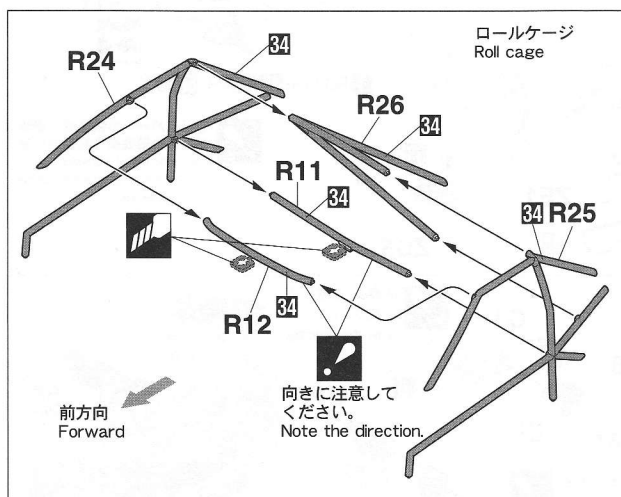 ロールケージ
Roll cage
R24
34
R26
34
R11
34
34 R25
R12
34
向きに注意して
ください。
Note the direction.
前方向
Forward